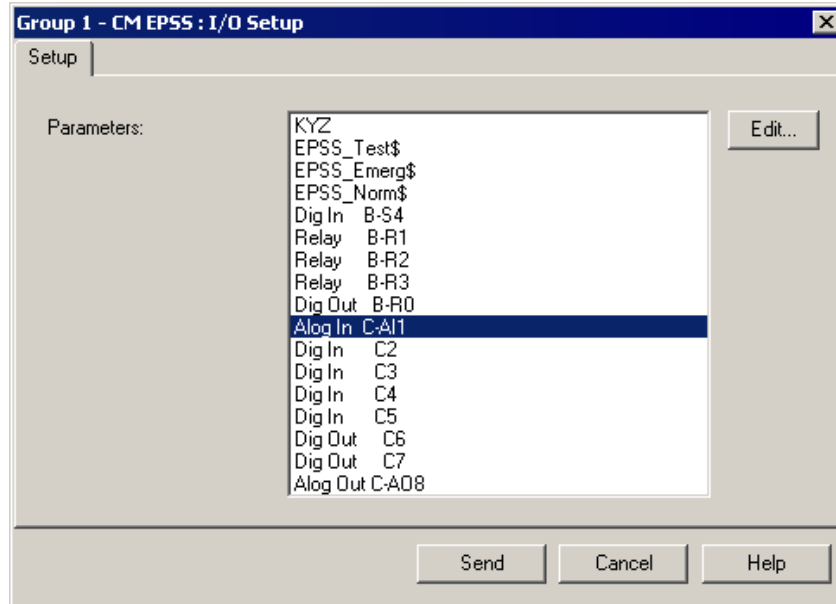 Group 1 - CM EPSS : I/O Setup
Setup
Parameters:
KYZ
EPSS_Test$
EPSS_Emerg$
EPSS_Norm$
Dig In B-S4
Relay B-R1
Relay B-R2
Relay B-R3
Dig Out B-R0
Alog In C-AI1
Dig In C2
Dig In C3
Dig In C4
Dig In C5
Dig Out C6
Dig Out C7
Alog Out C-AO8
Edit...
Send Cancel Help